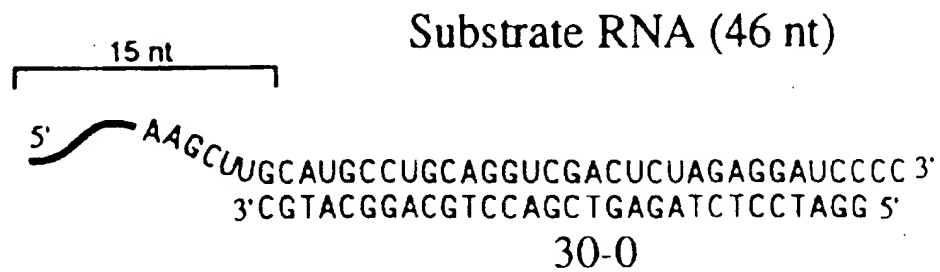 Substrate RNA (46 nt)
15 nt
5' AAGCUUGCAUGCCUGCAGGUCGACUCUAGAGGAUCCCC 3'
3' CGTACGGACGTCCAGCTGAGATCTCCTAGG 5'
30-0